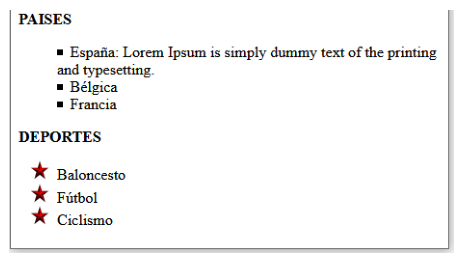 PAISES
España: Lorem Ipsum is simply dummy text of the printing
and typesetting.
Bélgica
Francia
DEPORTES
Baloncesto
Fútbol
Ciclismo